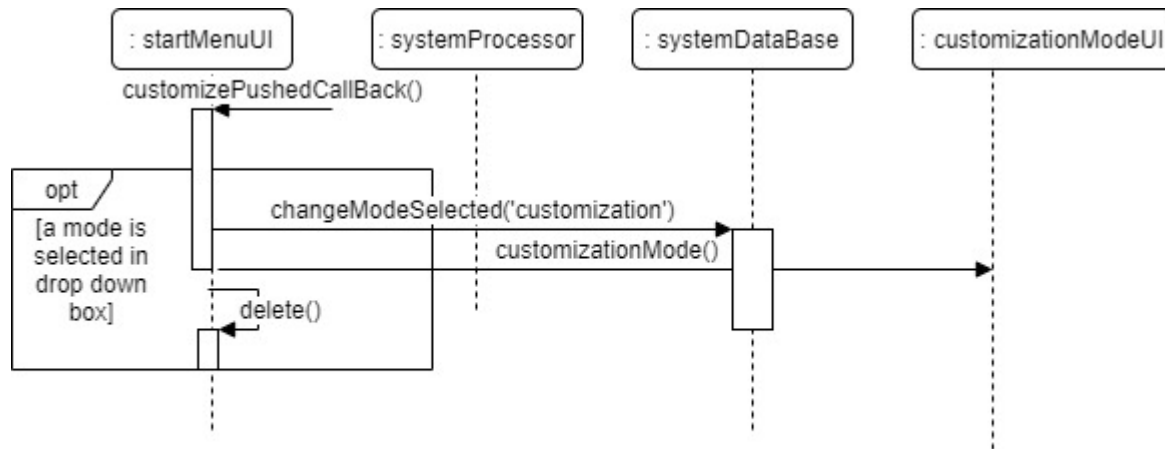 : startMenuUI
: systemProcessor
: systemDataBase
: customizationModeUI
customizePushedCallBack()
opt
[a mode is
selected in
drop down
box]
changeModeSelected('customization')
customizationMode()
delete()